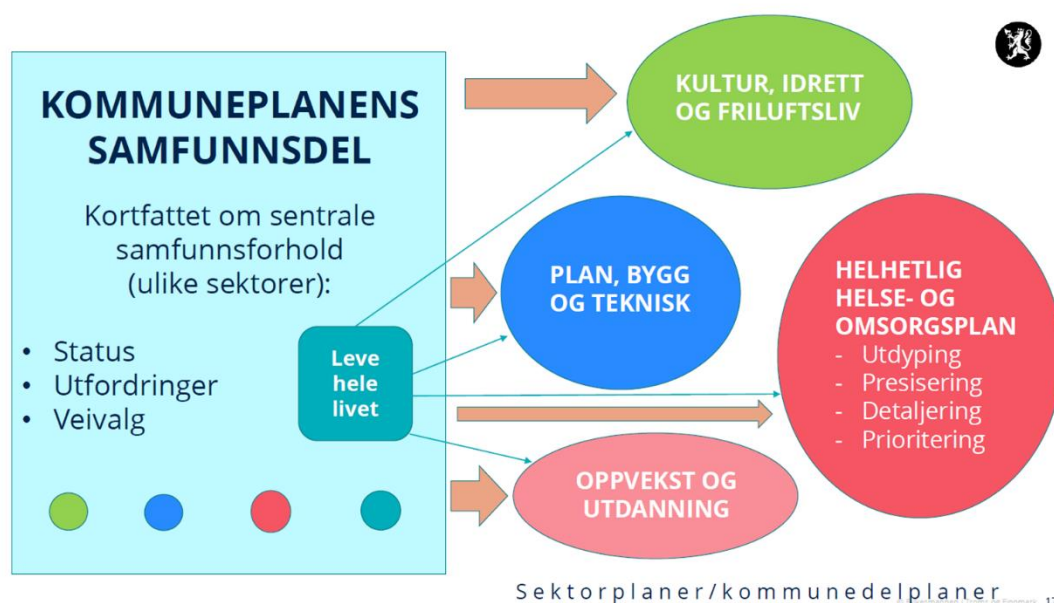 KOMMUNEPLANENS
SAMFUNNSDEL
Kortfattet om sentrale
samfunnsforhold
(ulike sektorer):
• Status
• Utfordringer
• Veivalg
Leve
hele
livet
KULTUR, IDRETT
OG FRILUFTSLIV
PLAN, BYGG
OG TEKNISK
HELHETLIG
HELSE- OG
OMSORGSPLAN
- Utdyping
- Presisering
- Detaljering
- Prioritering
OPPVEKST OG
UTDANNING
Sektorplaner/kommunedelplaner